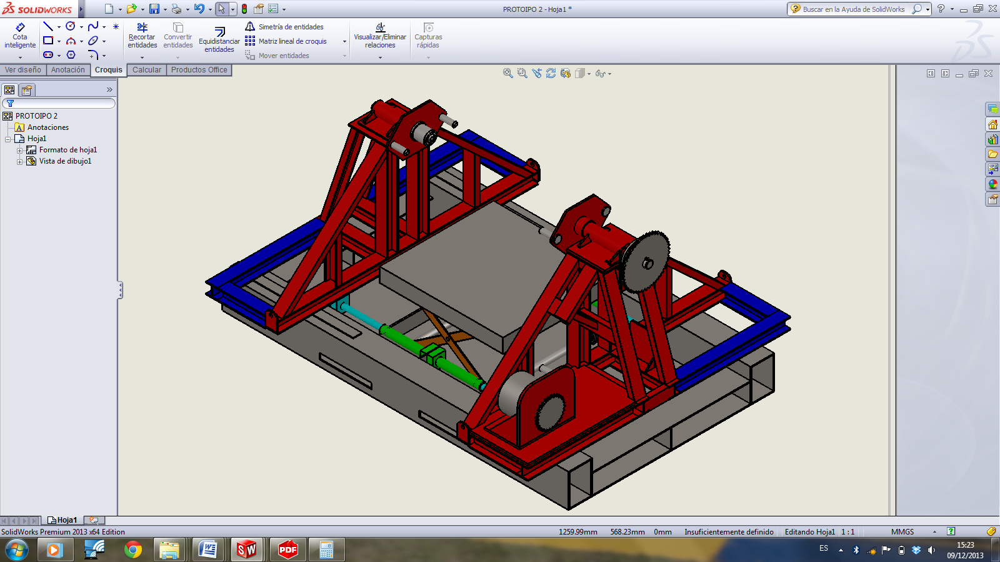 SOLIDWORKS
PROTOIPO 2 - Hoja1 *
Buscar en la Ayuda de SolidWorks
?
Cota
inteligente
Recortar
entidades
Convertir
entidades
Equidistanciar
entidades
Simetría de entidades
Matriz lineal de croquis
Mover entidades
Visualizar/Eliminar
relaciones
Capturas
rápidas
Ver diseño
Anotación
Croquis
Calcular
Productos Office
PROTOIPO 2
A Anotaciones
Hoja1
Formato de hoja1
Vista de dibujo1
Hoja1
SolidWorks Premium 2013 x64 Edition
1259.99mm 568.23mm 0mm Insuficientemente definido Editando Hoja1 1 : 1 MMGS ?
W SW PDF
ES
15:23
09/12/2013